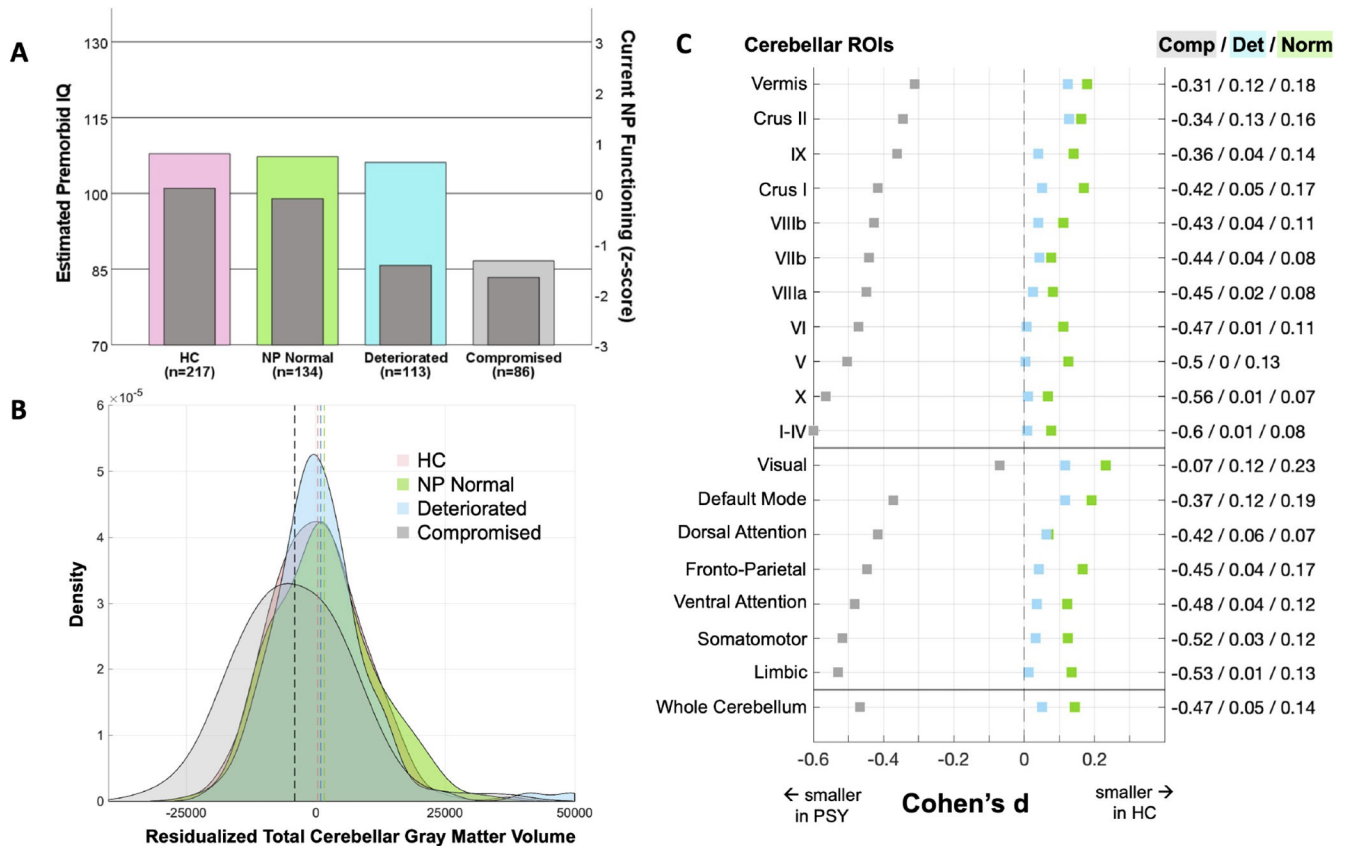 A
Estimated Premorbid IQ
130
115
100
85
70
3
2
1
0
-1
-2
-3
Current NP Functioning (z-score)
HC
(n=217)
NP Normal
(n=134)
Deteriorated
(n=113)
Compromised
(n=86)
B
×10⁻⁵
6
5
4
3
2
1
0
Density
HC
NP Normal
Deteriorated
Compromised
-25000
0
25000
50000
Residualized Total Cerebellar Gray Matter Volume
C
Cerebellar ROIs
Comp / Det / Norm
Vermis -0.31 / 0.12 / 0.18
Crus II -0.34 / 0.13 / 0.16
IX -0.36 / 0.04 / 0.14
Crus I -0.42 / 0.05 / 0.17
VIIIb -0.43 / 0.04 / 0.11
VIIb -0.44 / 0.04 / 0.08
VIIIa -0.45 / 0.02 / 0.08
VI -0.47 / 0.01 / 0.11
V -0.5 / 0 / 0.13
X -0.56 / 0.01 / 0.07
I-IV -0.6 / 0.01 / 0.08
Visual -0.07 / 0.12 / 0.23
Default Mode -0.37 / 0.12 / 0.19
Dorsal Attention -0.42 / 0.06 / 0.07
Fronto-Parietal -0.45 / 0.04 / 0.17
Ventral Attention -0.48 / 0.04 / 0.12
Somatomotor -0.52 / 0.03 / 0.12
Limbic -0.53 / 0.01 / 0.13
Whole Cerebellum -0.47 / 0.05 / 0.14
-0.6 -0.4 -0.2 0 0.2
← smaller
in PSY
Cohen's d
smaller →
in HC